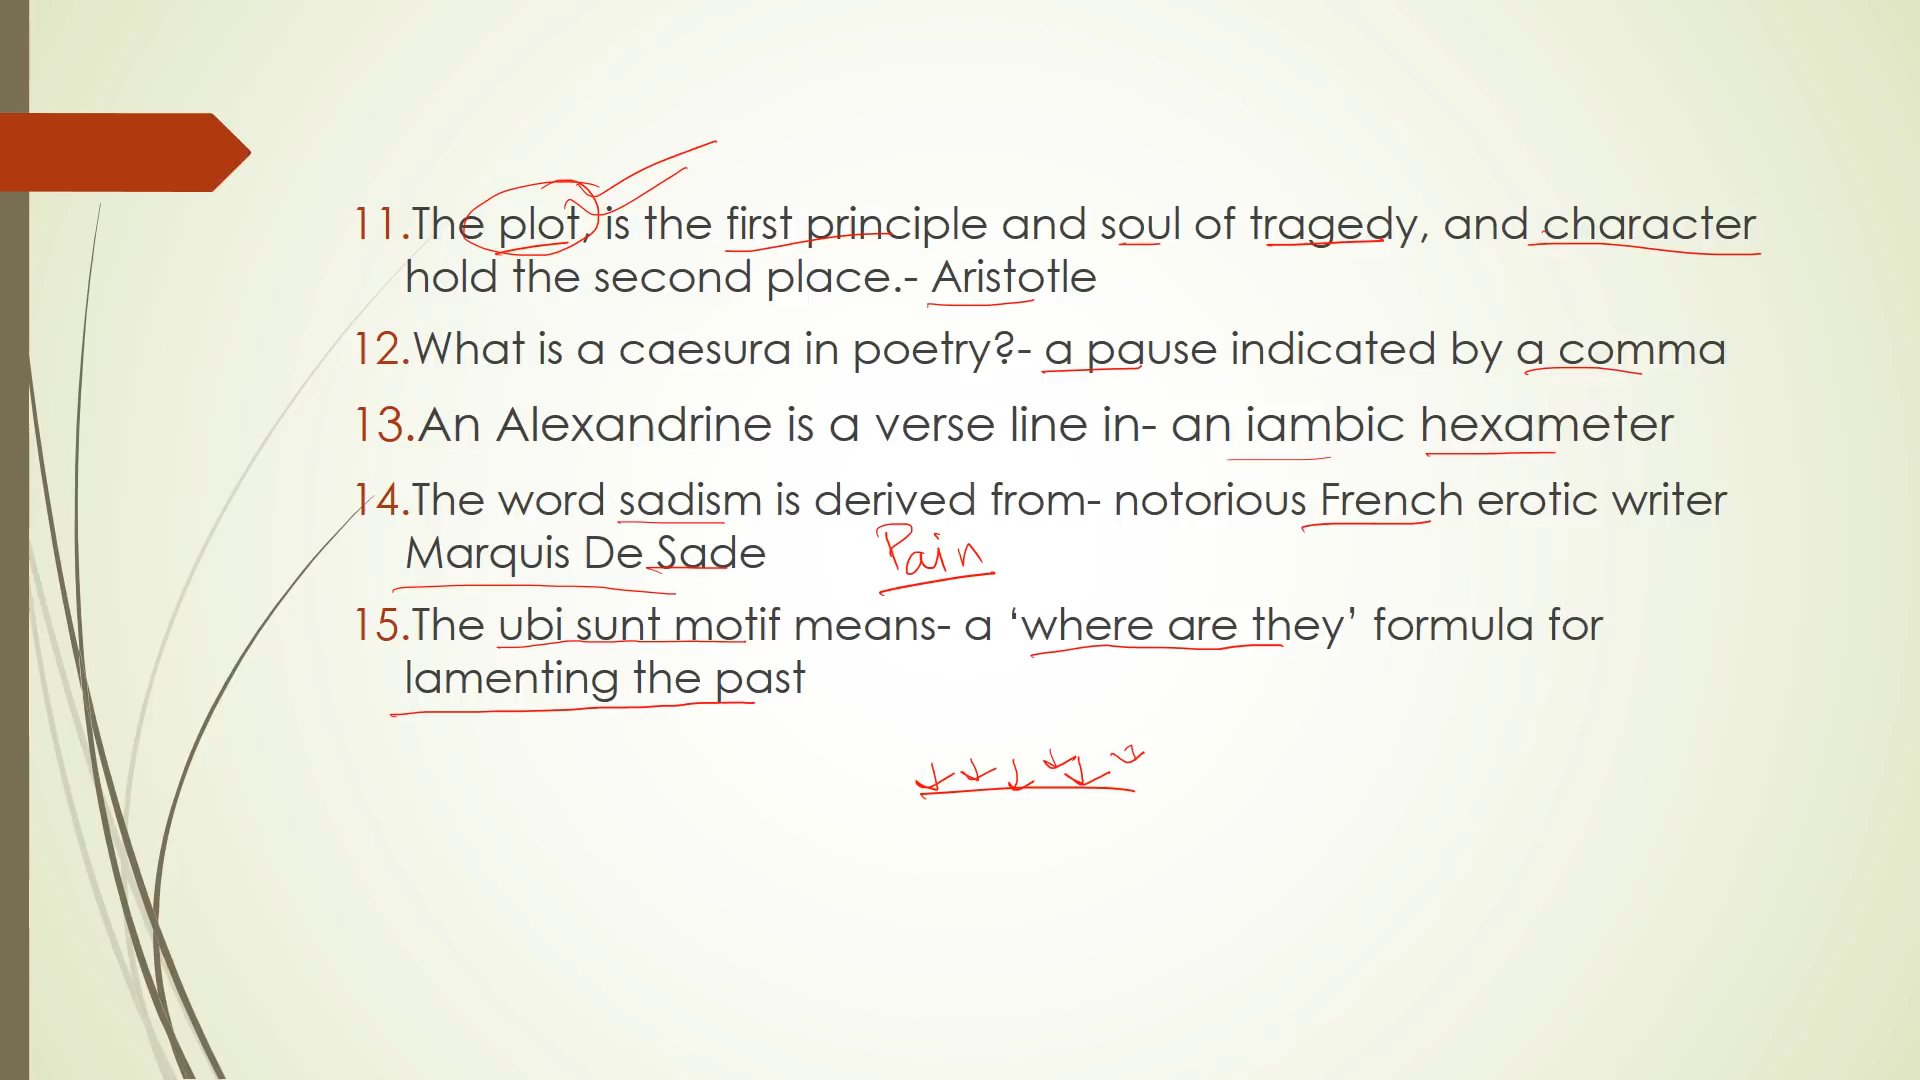 11.The plot, is the first principle and soul of tragedy, and character
hold the second place.- Aristotle
12.What is a caesura in poetry?- a pause indicated by a comma
13.An Alexandrine is a verse line in- an iambic hexameter
14.The word sadism is derived from- notorious French erotic writer
Marquis De Sade
Pain
15.The ubi sunt motif means- a ‘where are they’ formula for
lamenting the past